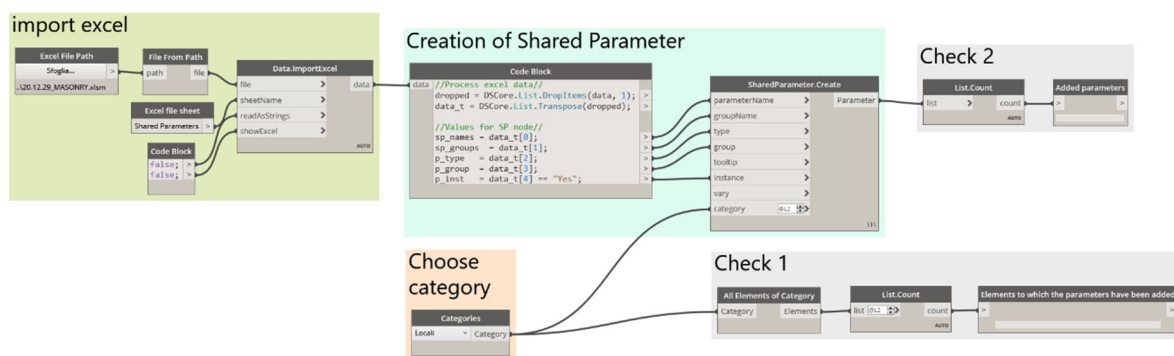 import excel
Excel File Path
Sfoglia... >
..\20.12.29_MASONRY.xlsm
File From Path
path file
Data.ImportExcel
file > data
sheetName >
readAsStrings >
showExcel >
AUTO
Excel file sheet
Shared Parameters >
Code Block
false; >
false; >
Creation of Shared Parameter
Code Block
data //Process excel data//
dropped = DSCore.List.DropItems(data, 1); >
data_t = DSCore.List.Transpose(dropped); >
//Values for SP node//
sp_names = data_t[0]; >
sp_groups = data_t[1]; >
p_type = data_t[2]; >
p_group = data_t[3]; >
p_inst = data_t[4] == "Yes"; >
SharedParameter.Create
parameterName > Parameter
groupName >
type >
group >
tooltip >
instance >
vary >
category @L2 >
Check 2
List.Count
list > count
AUTO
Added parameters
> >
Choose
category
Categories
Locali Category
Check 1
All Elements of Category
Category Elements
List.Count
list @L2 > count
AUTO
Elements to which the parameters have been added
> >